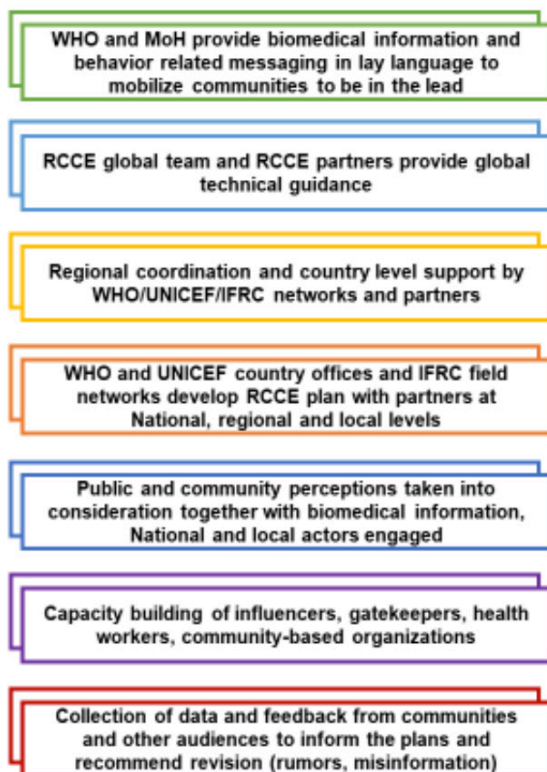 WHO and MoH provide biomedical information and
behavior related messaging in lay language to
mobilize communities to be in the lead
RCCE global team and RCCE partners provide global
technical guidance
Regional coordination and country level support by
WHO/UNICEF/IFRC networks and partners
WHO and UNICEF country offices and IFRC field
networks develop RCCE plan with partners at
National, regional and local levels
Public and community perceptions taken into
consideration together with biomedical information,
National and local actors engaged
Capacity building of influencers, gatekeepers, health
workers, community-based organizations
Collection of data and feedback from communities
and other audiences to inform the plans and
recommend revision (rumors, misinformation)